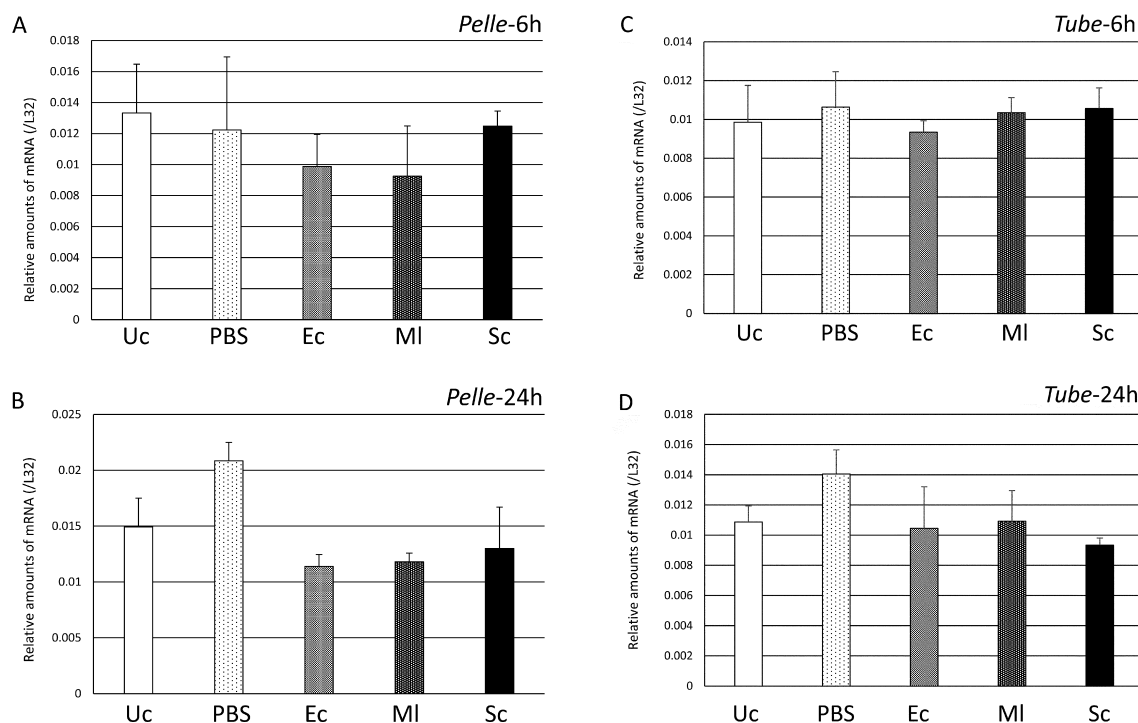 A
Pelle-6h
Relative amounts of mRNA (/L32)
0.018
0.016
0.014
0.012
0.01
0.008
0.006
0.004
0.002
0
Uc PBS Ec Ml Sc
C
Tube-6h
Relative amounts of mRNA (/L32)
0.014
0.012
0.01
0.008
0.006
0.004
0.002
0
Uc PBS Ec Ml Sc
B
Pelle-24h
Relative amounts of mRNA (/L32)
0.025
0.02
0.015
0.01
0.005
0
Uc PBS Ec Ml Sc
D
Tube-24h
Relative amounts of mRNA (/L32)
0.018
0.016
0.014
0.012
0.01
0.008
0.006
0.004
0.002
0
Uc PBS Ec Ml Sc